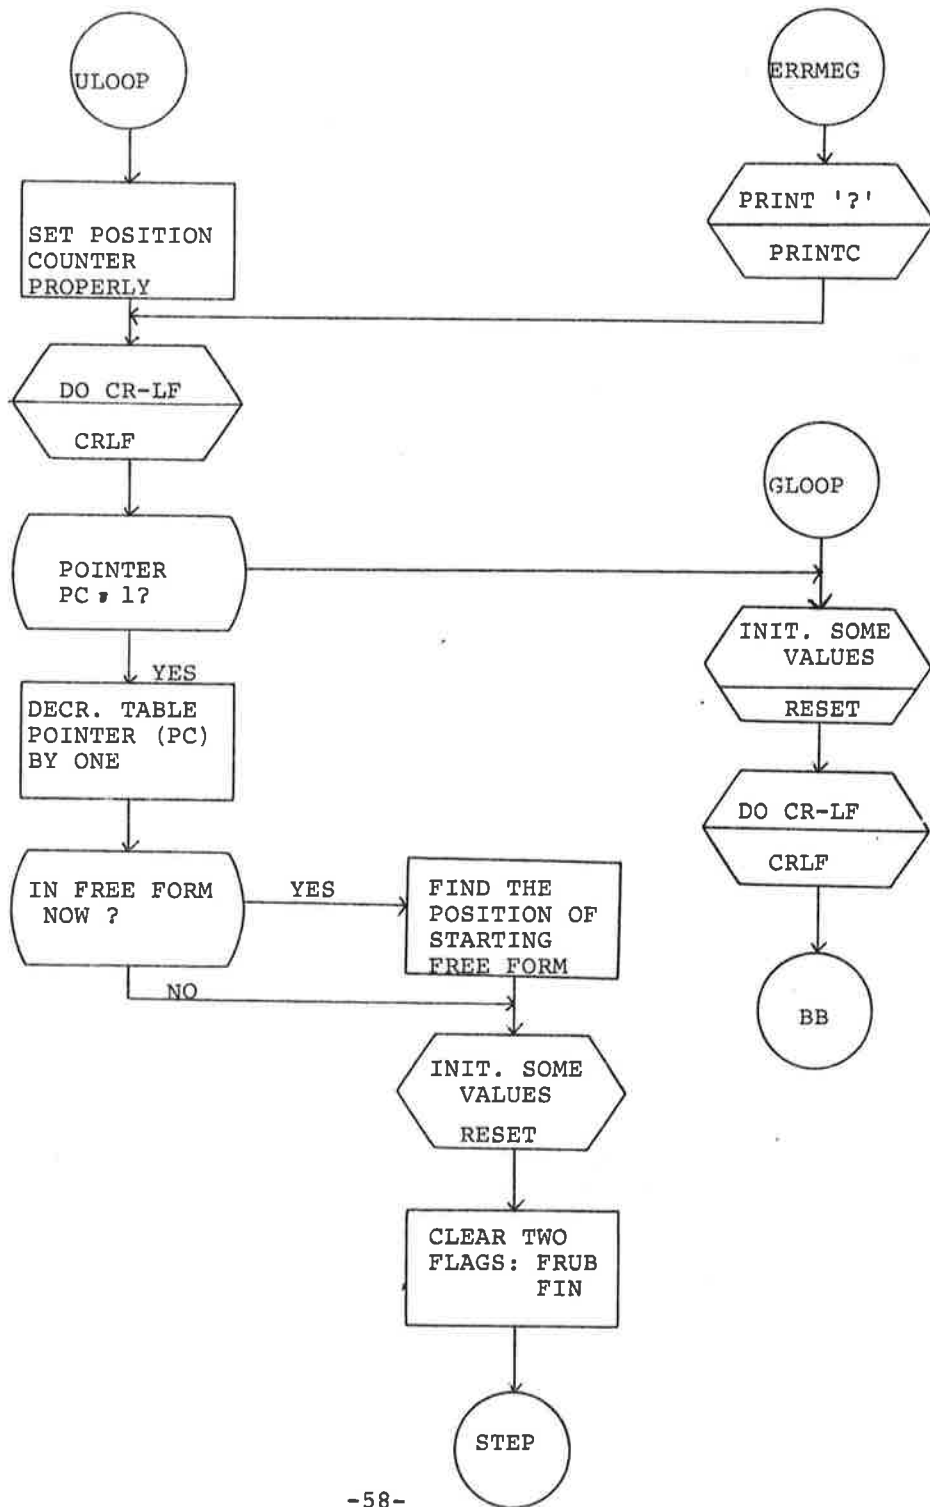 ULOOP
ERRMEG
SET POSITION
COUNTER
PROPERLY
PRINT '?'
PRINTC
DO CR-LF
CRLF
GLOOP
POINTER
PC 1?
YES
INIT. SOME
VALUES
RESET
DECR. TABLE
POINTER (PC)
BY ONE
DO CR-LF
CRLF
IN FREE FORM
NOW ?
YES
NO
FIND THE
POSITION OF
STARTING
FREE FORM
BB
INIT. SOME
VALUES
RESET
CLEAR TWO
FLAGS: FRUB
FIN
STEP
-58-